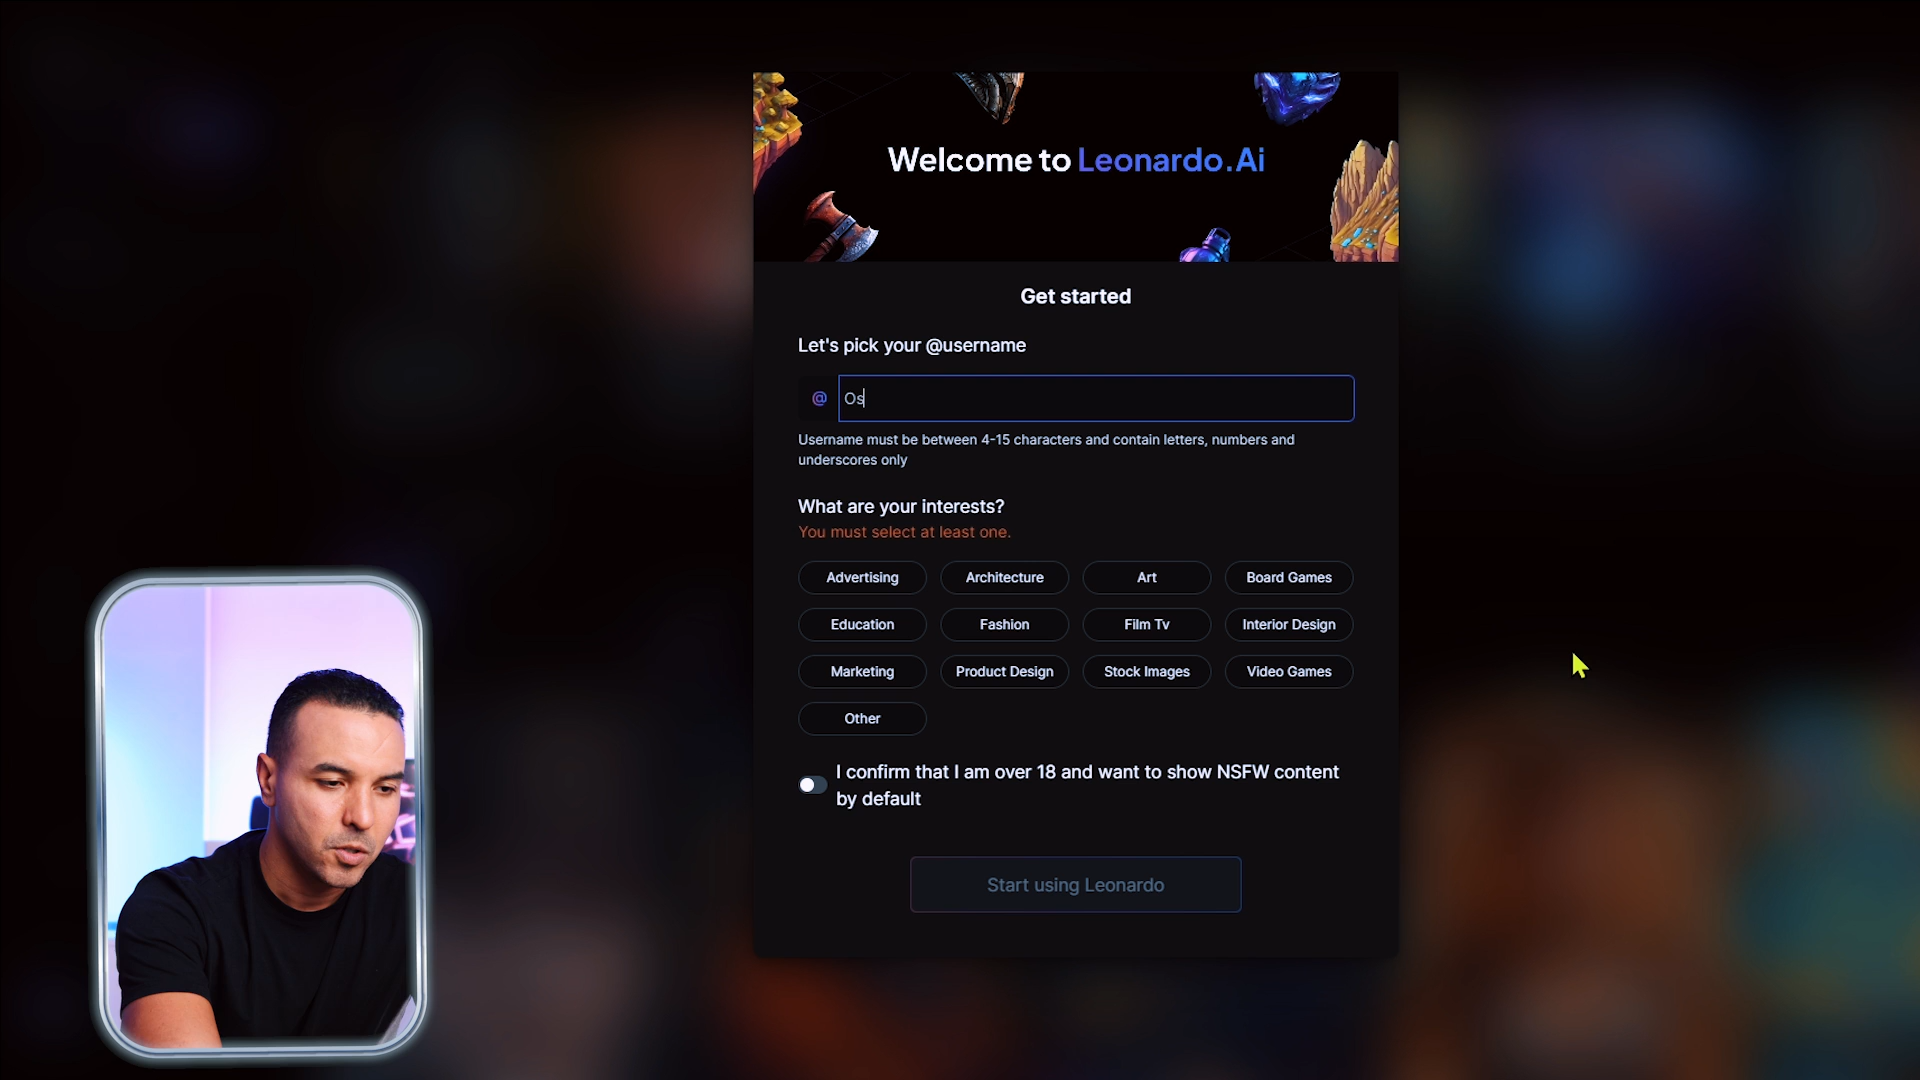 Welcome to Leonardo.Ai
Get started
Let's pick your @username
@ Os
Username must be between 4-15 characters and contain letters, numbers and
underscores only
What are your interests?
You must select at least one.
Advertising Architecture Art Board Games
Education Fashion Film Tv Interior Design
Marketing Product Design Stock Images Video Games
Other
I confirm that I am over 18 and want to show NSFW content
by default
Start using Leonardo